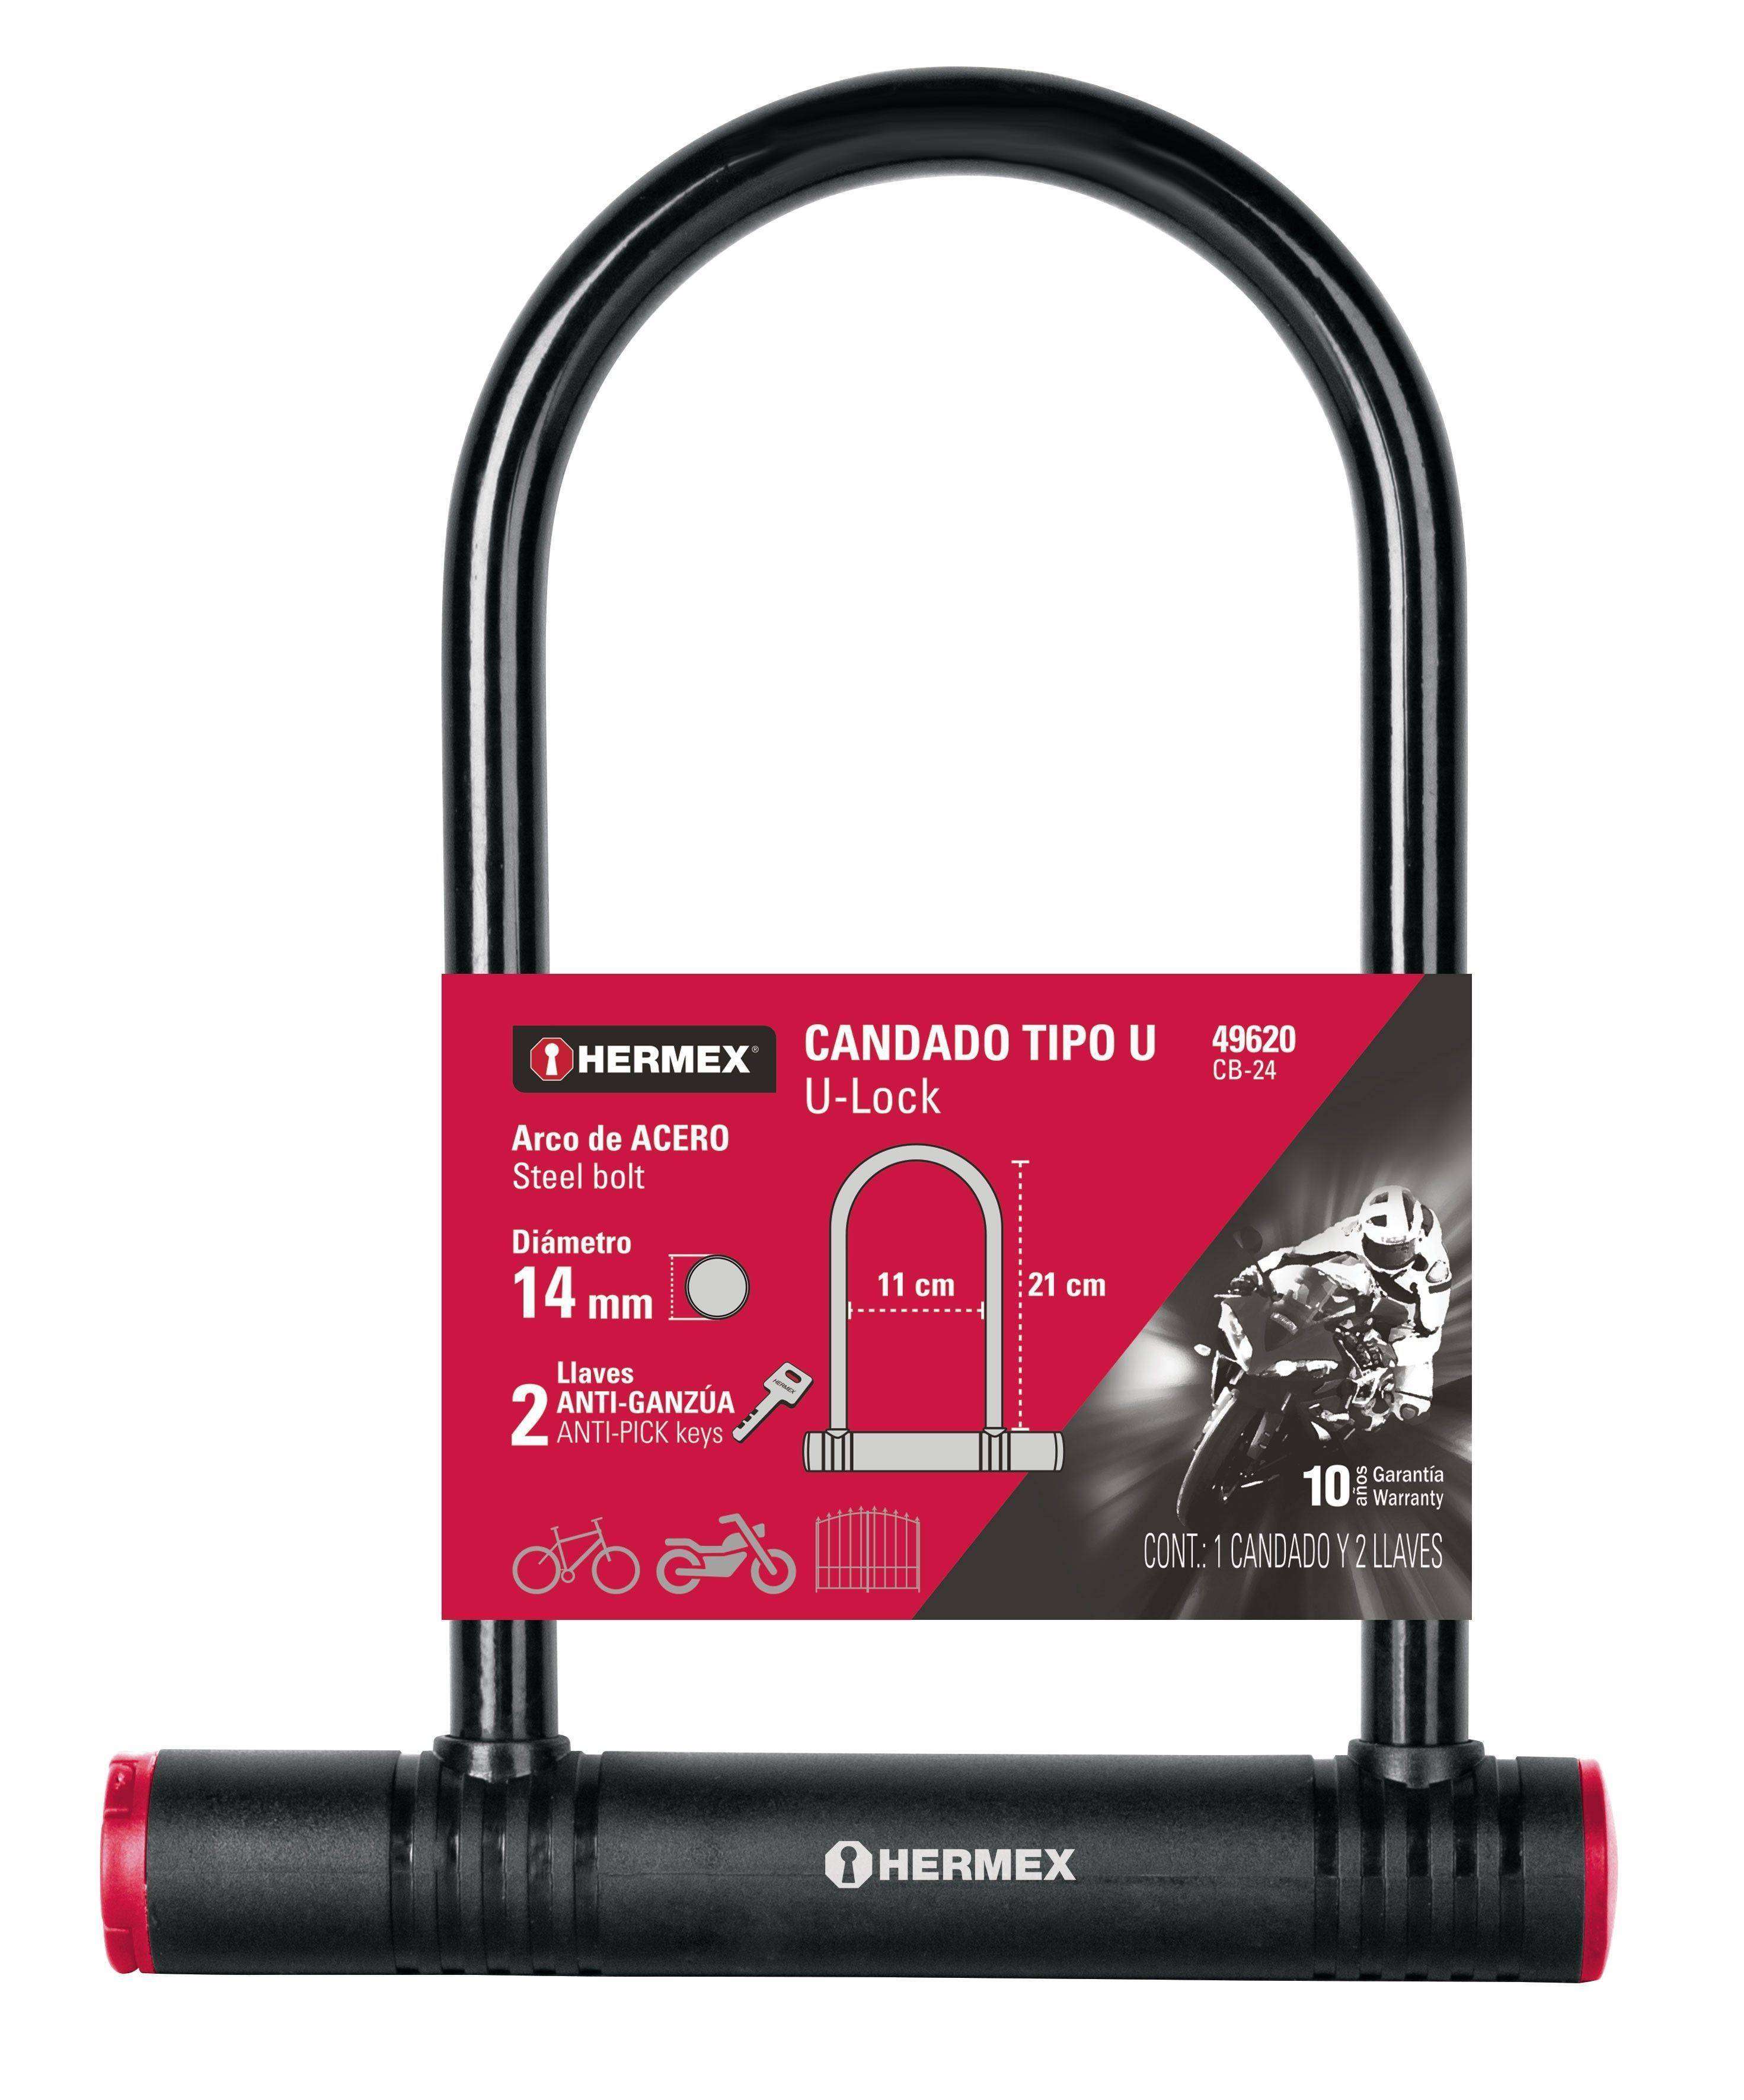 HERMEX®
CANDADO TIPO U
U-Lock
49620
CB-24
Arco de ACERO
Steel bolt
Diámetro
14 mm
11 cm
21 cm
2 Llaves
ANTI-GANZÚA
ANTI-PICK keys
HERMEX
10 años Garantía
Warranty
CONT.: 1 CANDADO Y 2 LLAVES
HERMEX